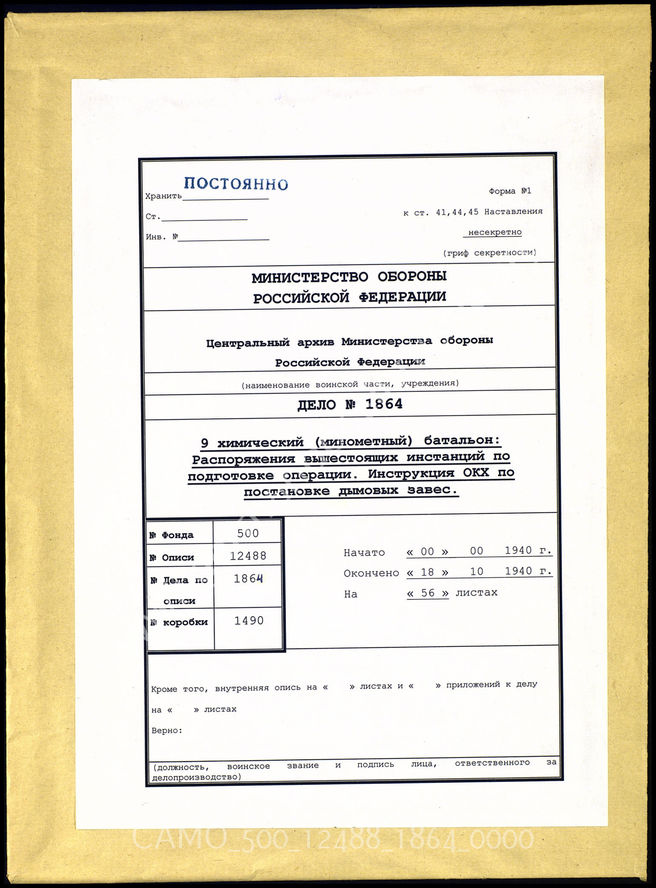 ПОСТОЯННО
Хранить
Форма №1
Ст.
к ст. 41,44,45 Наставления
Инв. №
несекретно
(гриф секретности)
МИНИСТЕРСТВО ОБОРОНЫ
РОССИЙСКОЙ ФЕДЕРАЦИИ
Центральный архив Министерства обороны
Российской Федерации
(наименование воинской части, учреждения)
ДЕЛО № 1864
9 химический (минометный) батальон:
Распоряжения вышестоящих инстанций по
подготовке операции. Инструкция ОКХ по
постановке дымовых завес.
№ Фонда 500
№ Описи 12488
№ Дела по описи 1864
№ коробки 1490
Начато « 00 » 00 1940 г.
Окончено « 18 » 10 1940 г.
На « 56 » листах
Кроме того, внутренняя опись на « » листах и « » приложений к делу
на « » листах
Верно:
(должность, воинское звание и подпись лица, ответственного за
делопроизводство)
CAMO_500_12488_1864_0000